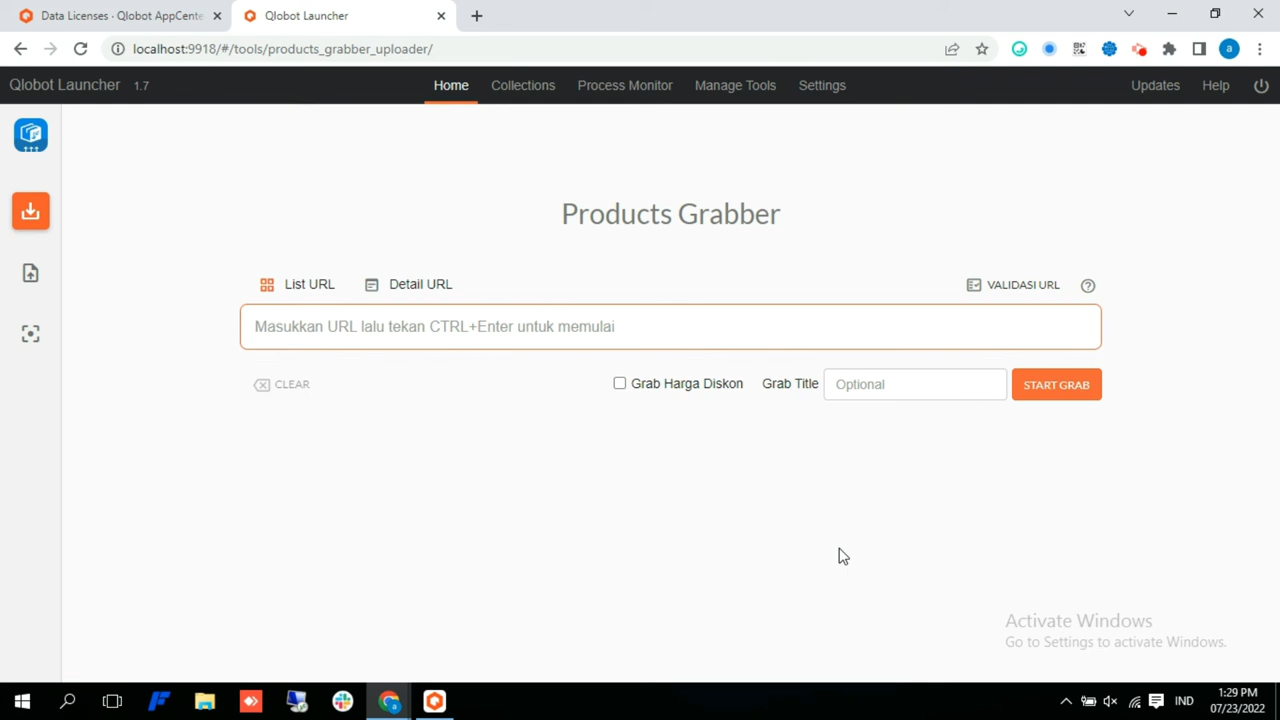 Data Licenses · Qlobot AppCente
Qlobot Launcher
localhost:9918/#/tools/products_grabber_uploader/
a
Qlobot Launcher 1.7
Home
Collections
Process Monitor
Manage Tools
Settings
Updates
Help
Products Grabber
List URL
Detail URL
VALIDASI URL
Masukkan URL lalu tekan CTRL+Enter untuk memulai
CLEAR
Grab Harga Diskon
Grab Title
Optional
START GRAB
Activate Windows
Go to Settings to activate Windows.
IND
1:29 PM
07/23/2022